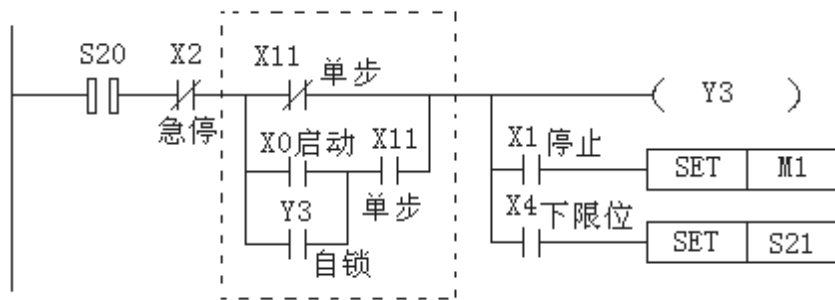 S20 X2 X11 单步 Y3
急停
X0启动 X11 X1停止 SET M1
Y3 单步 X4下限位 SET S21
自锁